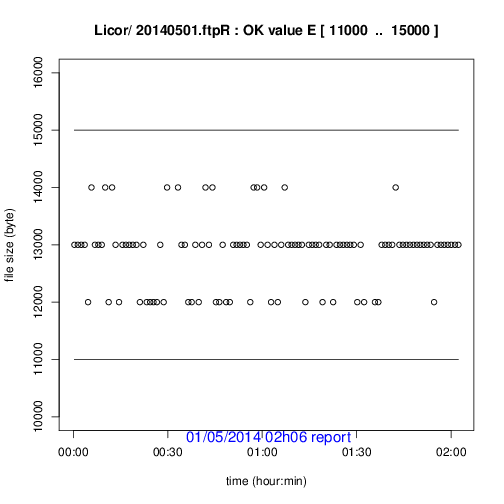 Licor/ 20140501.ftpR : OK value E [ 11000 .. 15000 ]
16000
15000
14000
13000
12000
11000
10000
file size (byte)
01/05/2014 02h06 report
00:00 00:30 01:00 01:30 02:00
time (hour:min)